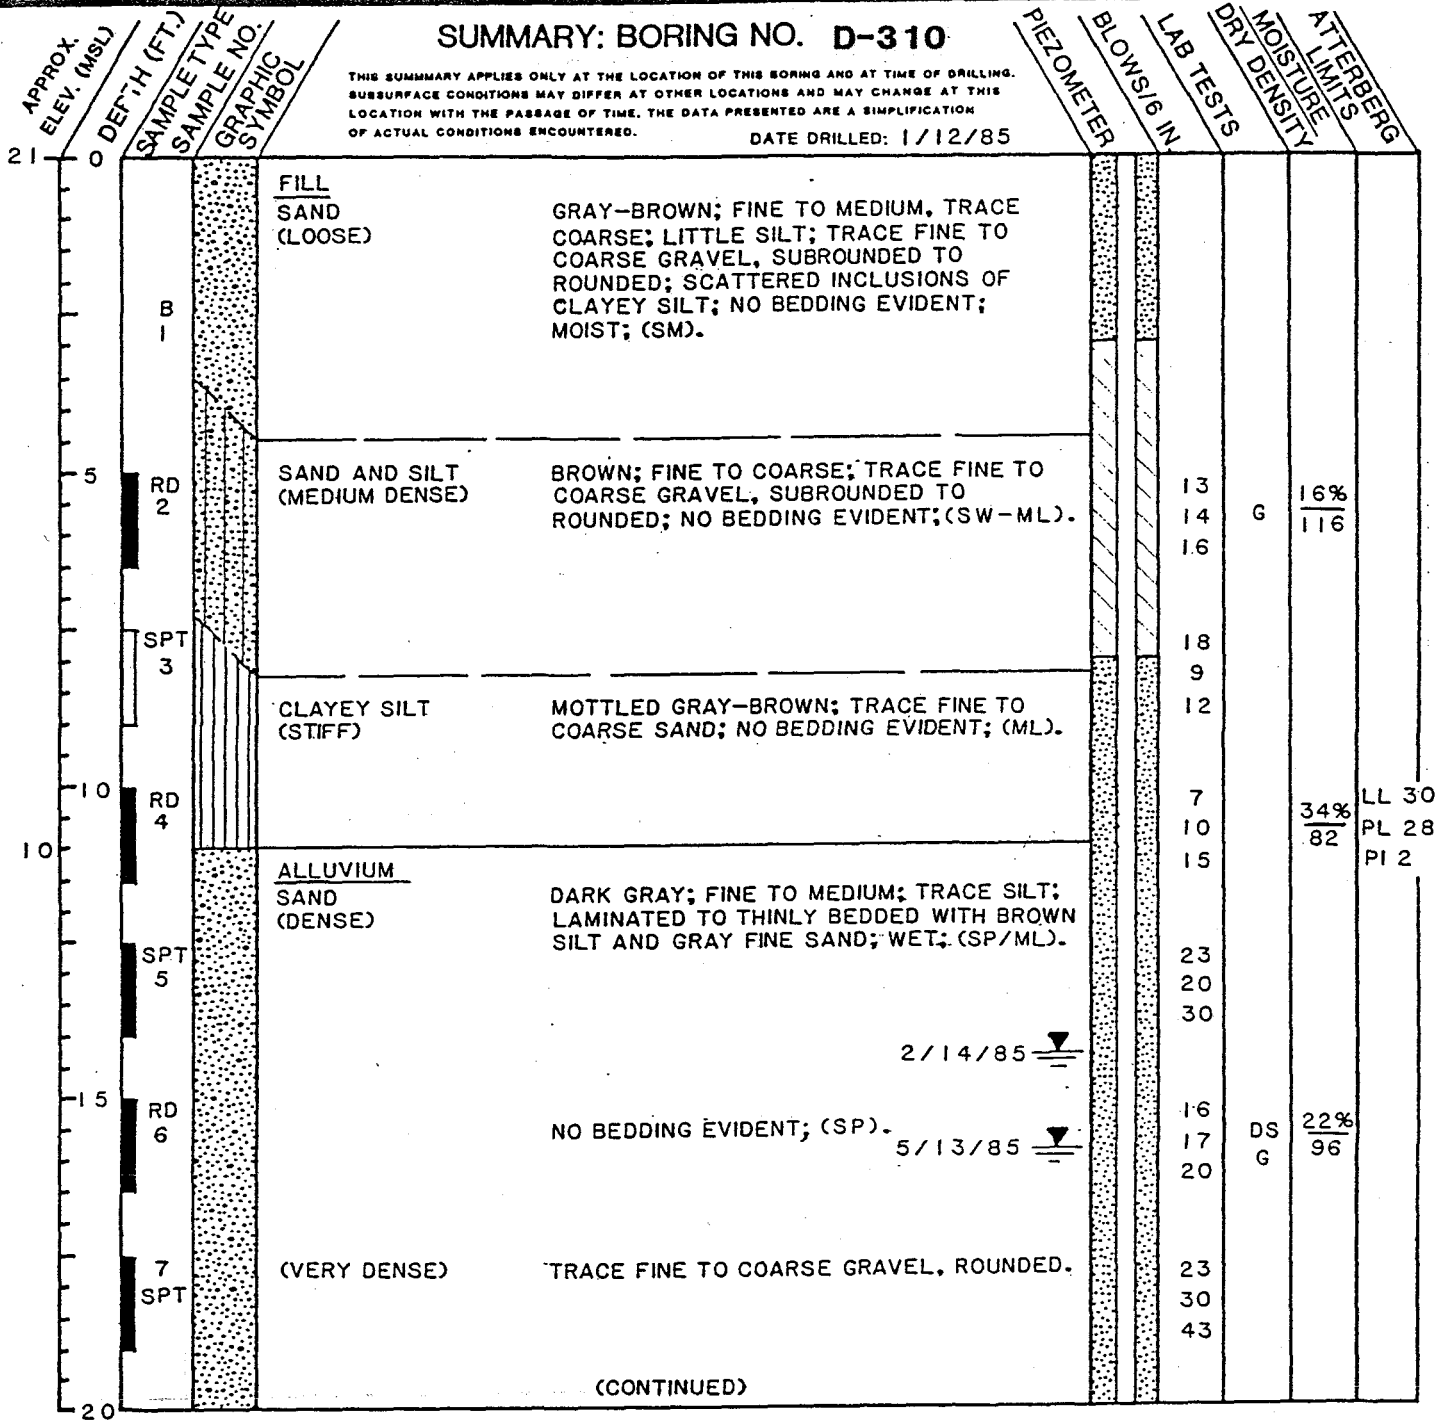 SUMMARY: BORING NO. D-310
THIS SUMMMARY APPLIES ONLY AT THE LOCATION OF THIS BORING AND AT TIME OF DRILLING.
SUBSURFACE CONDITIONS MAY DIFFER AT OTHER LOCATIONS AND MAY CHANGE AT THIS
LOCATION WITH THE PASSAGE OF TIME. THE DATA PRESENTED ARE A SIMPLIFICATION
OF ACTUAL CONDITIONS ENCOUNTERED.
DATE DRILLED: 1/12/85
APPROX.
ELEV. (MSL)
DEPTH (FT.)
SAMPLE TYPE
SAMPLE NO.
GRAPHIC
SYMBOL
PIEZOMETER
BLOWS/6 IN.
LAB TESTS
DRY DENSITY
MOISTURE
ATTERBERG
LIMITS
21
0
FILL
SAND
(LOOSE)
GRAY-BROWN; FINE TO MEDIUM, TRACE
COARSE; LITTLE SILT; TRACE FINE TO
COARSE GRAVEL, SUBROUNDED TO
ROUNDED; SCATTERED INCLUSIONS OF
CLAYEY SILT; NO BEDDING EVIDENT;
MOIST; (SM).
B
1
5
RD
2
SAND AND SILT
(MEDIUM DENSE)
BROWN; FINE TO COARSE; TRACE FINE TO
COARSE GRAVEL, SUBROUNDED TO
ROUNDED; NO BEDDING EVIDENT; (SW-ML).
13
14
16
G
16%
116
SPT
3
18
9
12
CLAYEY SILT
(STIFF)
MOTTLED GRAY-BROWN; TRACE FINE TO
COARSE SAND; NO BEDDING EVIDENT; (ML).
10
RD
4
7
10
15
34%
82
LL 30
PL 28
PI 2
10
ALLUVIUM
SAND
(DENSE)
DARK GRAY; FINE TO MEDIUM; TRACE SILT;
LAMINATED TO THINLY BEDDED WITH BROWN
SILT AND GRAY FINE SAND; WET; (SP/ML).
SPT
5
23
20
30
2/14/85
15
RD
6
NO BEDDING EVIDENT; (SP).
5/13/85
16
17
20
DS
G
22%
96
7
SPT
(VERY DENSE)
TRACE FINE TO COARSE GRAVEL, ROUNDED.
23
30
43
(CONTINUED)
20